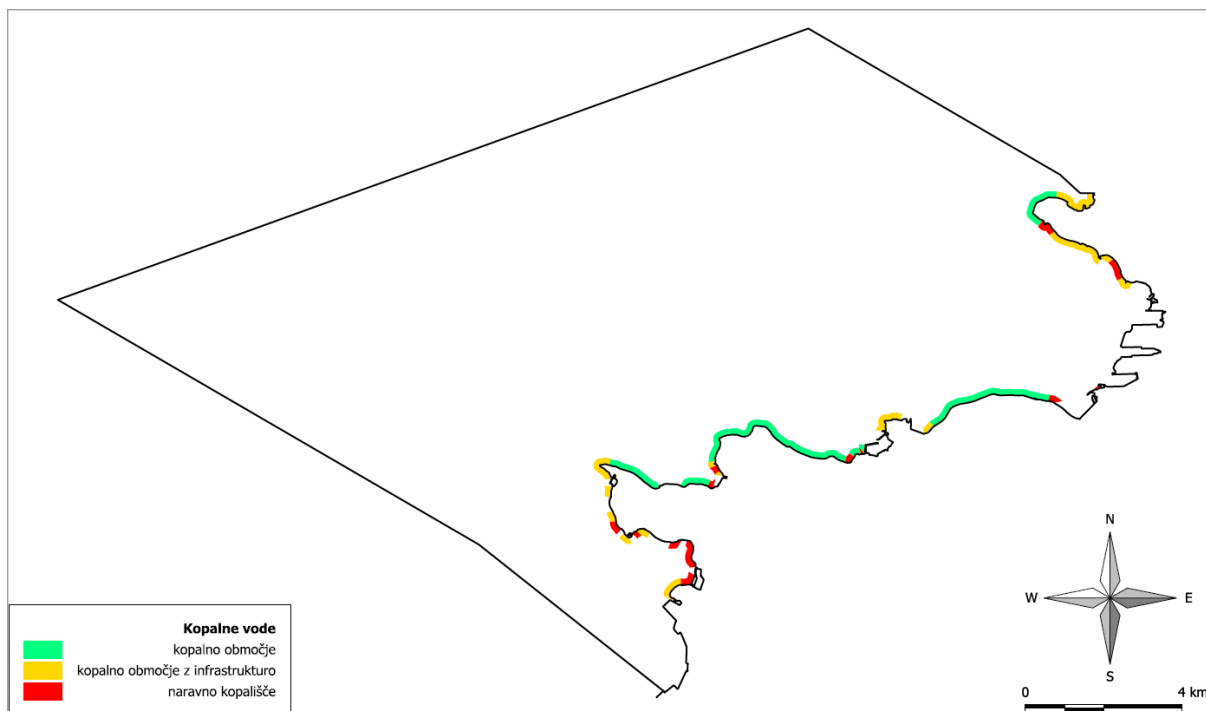 Kopalne vode
kopalno območje
kopalno območje z infrastrukturo
naravno kopališče
N
W
E
S
0
4 km